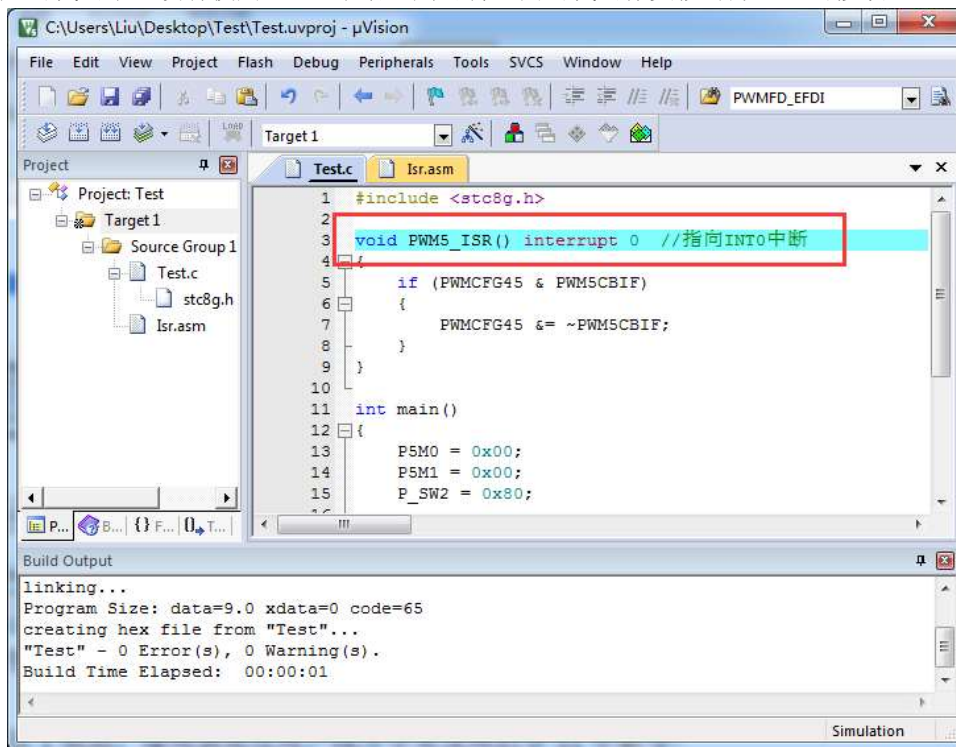 C:\Users\Liu\Desktop\Test\Test.uvproj - µVision
File Edit View Project Flash Debug Peripherals Tools SVCS Window Help
PWMFD_EFDI
LOAD Target 1
Project
Test.c Isr.asm
Project: Test
Target 1
Source Group 1
Test.c
stc8g.h
Isr.asm
1 #include <stc8g.h>
2
3 void PWM5_ISR() interrupt 0 //指向INT0中断
4 {
5 if (PWMCFG45 & PWM5CBIF)
6 {
7 PWMCFG45 &= ~PWM5CBIF;
8 }
9 }
10
11 int main()
12 {
13 P5M0 = 0x00;
14 P5M1 = 0x00;
15 P_SW2 = 0x80;
P... B... {} F... 0 T...
Build Output
linking...
Program Size: data=9.0 xdata=0 code=65
creating hex file from "Test"...
"Test" - 0 Error(s), 0 Warning(s).
Build Time Elapsed: 00:00:01
Simulation